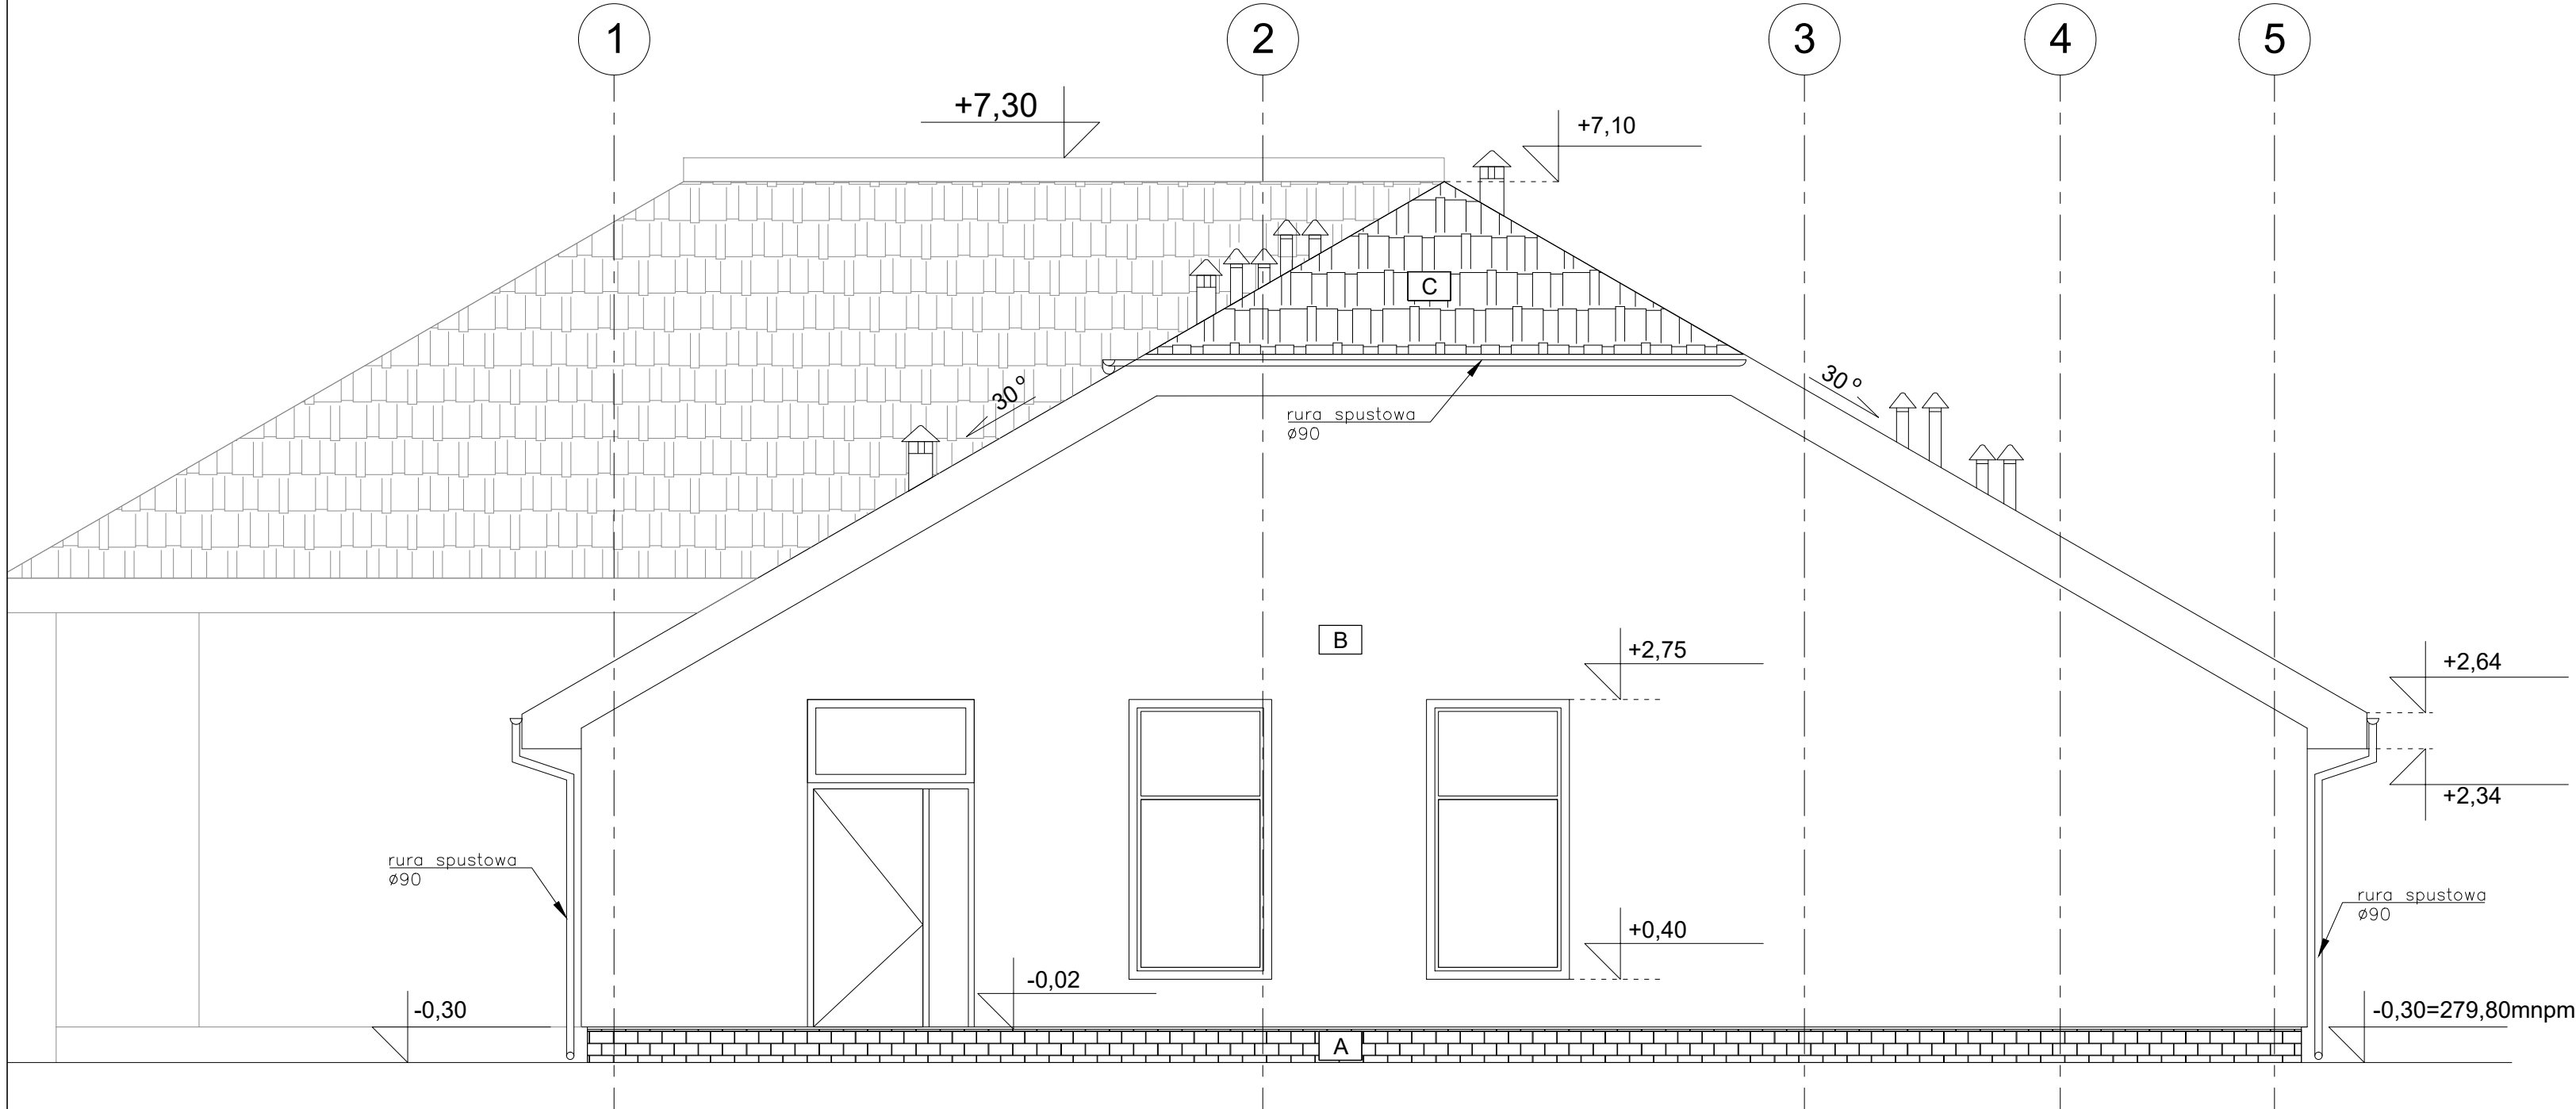 1 2 3 4 5
+7,30
+7,10
C
30°
30°
rura spustowa
ø90
B
+2,75
+2,64
+2,34
rura spustowa
ø90
rura spustowa
ø90
+0,40
-0,02
-0,30
-0,30=279,80mnpm
A